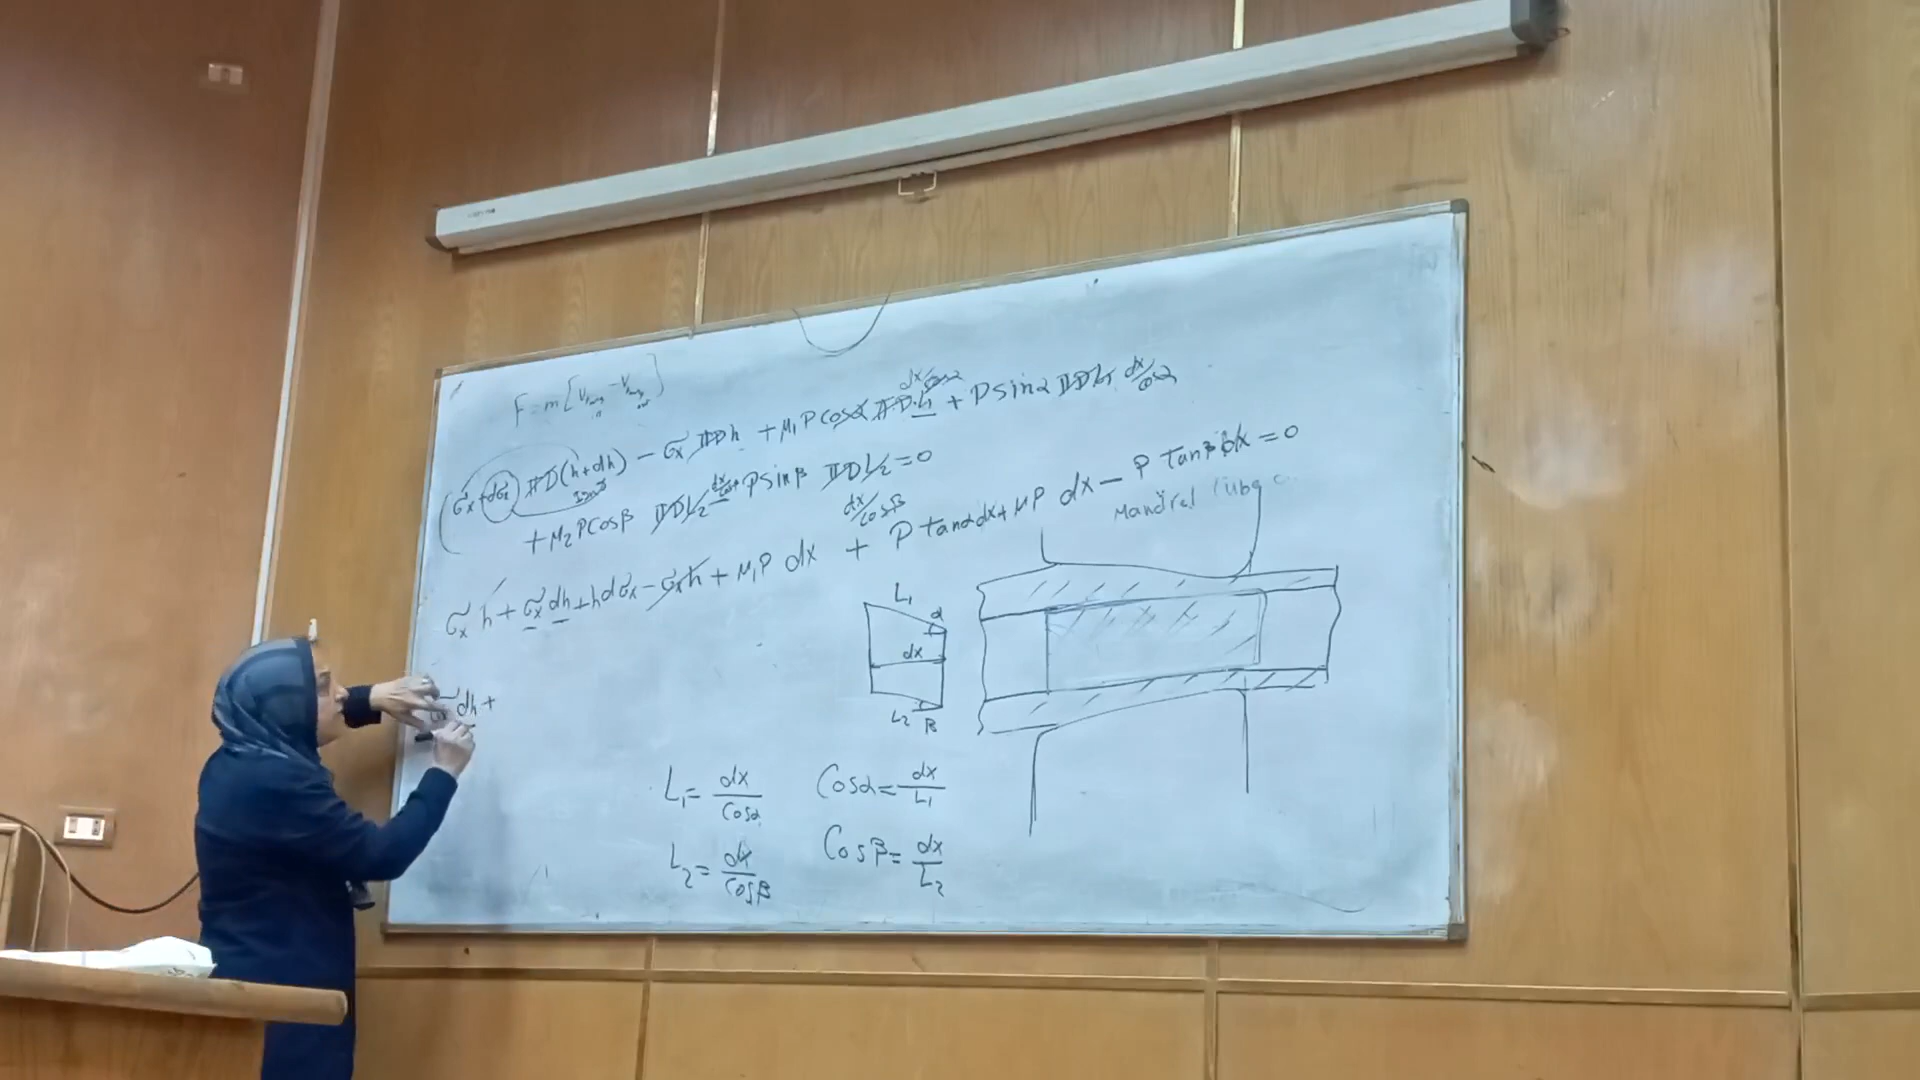 F = m [V - V]
(σx + dσx) ΠD(h+dh) - σx ΠDh + μ1 P cosα ΠD L1 dx/cosα + P sinα ΠD L1 dx/cosα
+ μ2 P cosβ ΠD L2 dx/cosβ P sinβ ΠD L2 = 0
dx/cosβ
σx h + σx dh + h dσx - σx h + μ1 P dx + P tanα dx + μ P dx - P tanβ dx = 0
Mandrel
L1
α
dx
L2
β
σx dh +
L1 = dx/cosα
Cosα = dx/L1
L2 = dx/cosβ
Cosβ = dx/L2